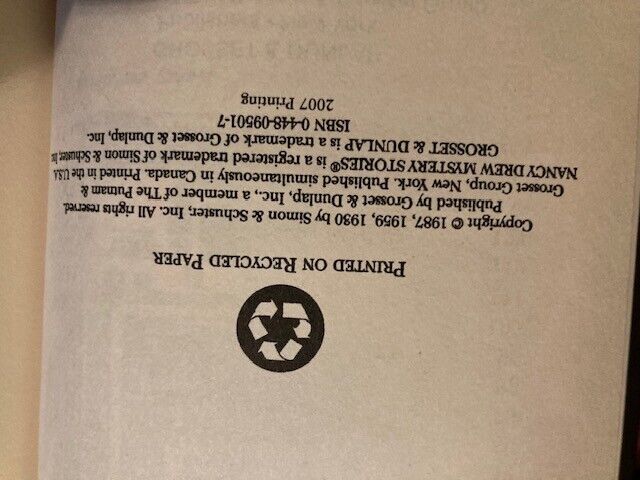 PRINTED ON RECYCLED PAPER
Copyright © 1987, 1959, 1930 by Simon & Schuster, Inc. All rights reserved.
Published by Grosset & Dunlap, Inc., a member of The Putnam &
Grosset Group, New York. Published simultaneously in Canada. Printed in the U.S.A.
NANCY DREW MYSTERY STORIES® is a registered trademark of Simon & Schuster, Inc.
GROSSET & DUNLAP is a trademark of Grosset & Dunlap, Inc.
ISBN 0-448-09501-7
2007 Printing